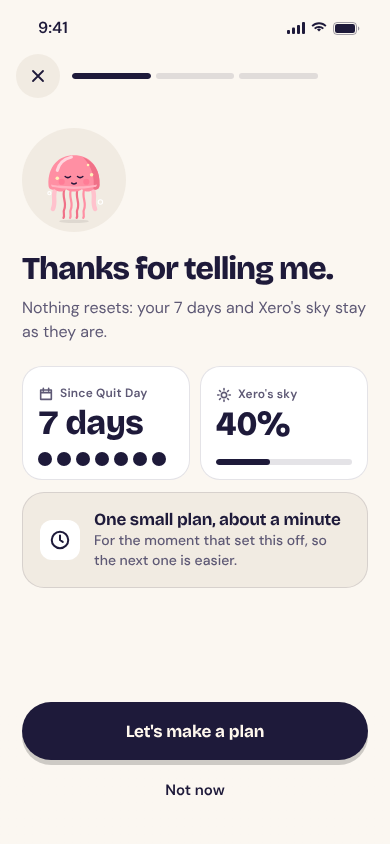 9:41
Thanks for telling me.
Nothing resets: your 7 days and Xero's sky stay
as they are.
Since Quit Day
7 days
Xero's sky
40%
One small plan, about a minute
For the moment that set this off, so
the next one is easier.
Let's make a plan
Not now